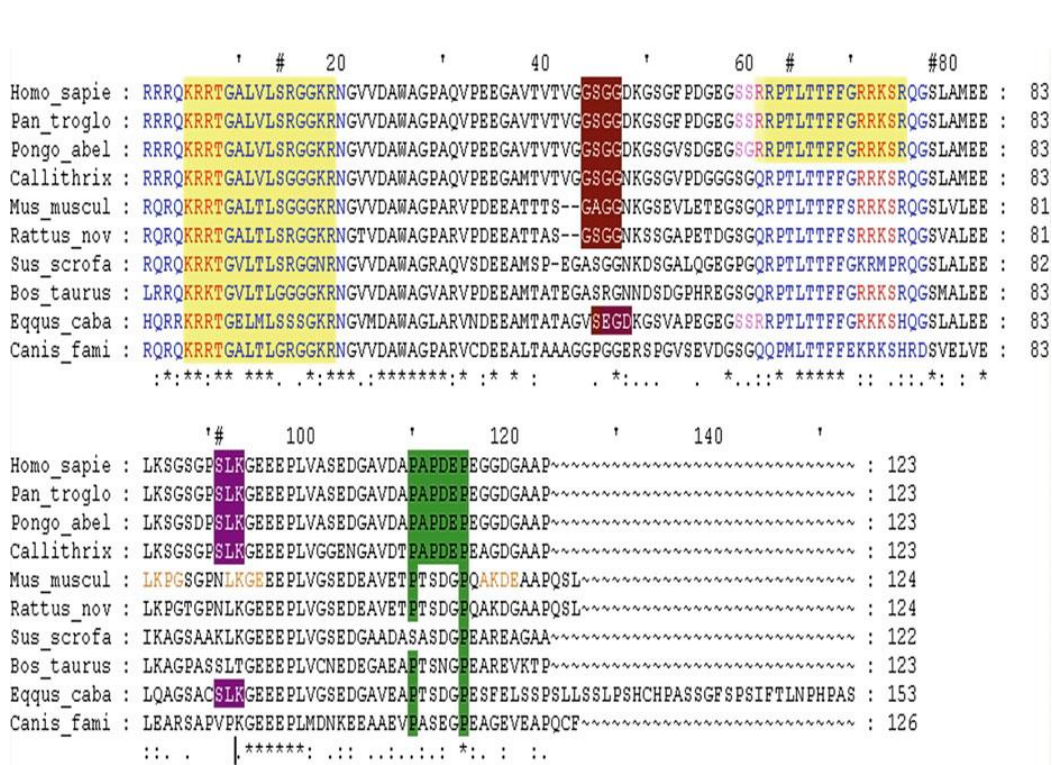 ' # 20 ' 40 ' 60 # ' #80
Homo_sapie : RRRQKRRTGALVLSRGGKRNGVVDAWAGPAQVPEEGAVTVTVGGSGGDKGSGFPDGEGSSRRPTLTTFFGRRKSRQGSLAMEE : 83
Pan_troglo : RRRQKRRTGALVLSRGGKRNGVVDAWAGPAQVPEEGAVTVTVGGSGGDKGSGFPDGEGSSRRPTLTTFFGRRKSRQGSLAMEE : 83
Pongo_abel : RRRQKRRTGALVLSRGGKRNGVVDAWAGPAQVPEEGAVTVTVGGSGGDKGSGVSDGEGSGRRPTLTTFFGRRKSRQGSLAMEE : 83
Callithrix : RRRQKRRTGALVLSGGGKRNGVVDAWAGPAQVPEEGAMTVTVGGSGGNKGSGVPDGGGSGQRPTLTTFFGRRKSRQGSLAMEE : 83
Mus_muscul : RQRQKRRTGALTLSGGGKRNGVVDAWAGPARVPDEEATTTS--GAGGNKGSEVLETEGSGQRPTLTTFFSRRKSRQGSLVLEE : 81
Rattus_nov : RQRQKRRTGALTLSRGGKRNGTVDAWAGPARVPDEEATTAS--GSGGNKSSGAPETDGSGQRPTLTTFFSRRKSRQGSVALEE : 81
Sus_scrofa : RQRQKRKTGVLTLSRGGNRNGVVDAWAGRAQVSDEEAMSP-EGASGGNKDSGALQGEGPGQRPTLTTFFGKRMPRQGSLALEE : 82
Bos_taurus : LRRQKRKTGVLTLGGGGKRNGVVDAWAGVARVPDEEAMTATEGASRGNNDSDGPHREGSGQRPTLTTFFGRRKSRQGSMALEE : 83
Eqqus_caba : HQRRKRRTGELMLSSSGKRNGVMDAWAGLARVNDEEAMTATAGVSEGDKGSVAPEGEGSSRRPTLTTFFGRRKSHQGSLALEE : 83
Canis_fami : RQRQKRRTGALTLGRGGKRNGVVDAWAGPARVCDEEALTAAAGGPGGERSPGVSEVDGSGQQPMLTTFFEKRKSHRDSVELVE : 83
:*:**:** ***. .*:***.:*******:** :* * : . *:... . *..::* ***** :: .::.*: : *
'# 100 ' 120 ' 140 '
Homo_sapie : LKSGSGPSLKGEEEPLVASEDGAVDAPAPDEPEGGDGAAP~~~~~~~~~~~~~~~~~~~~~~~~~~~~~~ : 123
Pan_troglo : LKSGSGPSLKGEEEPLVASEDGAVDAPAPDEPEGGDGAAP~~~~~~~~~~~~~~~~~~~~~~~~~~~~~~ : 123
Pongo_abel : LKSGSDPSLKGEEEPLVASEDGAVDAPAPDEPEGGDGAAP~~~~~~~~~~~~~~~~~~~~~~~~~~~~~~ : 123
Callithrix : LKSGSGPSLKGEEEPLVGGENGAVDTPAPDEPEAGDGAAP~~~~~~~~~~~~~~~~~~~~~~~~~~~~~~ : 123
Mus_muscul : LKPGSGPNLKGEEEPLVGSEDEAVETPTSDGPQAKDEAAPQSL~~~~~~~~~~~~~~~~~~~~~~~~~~~ : 124
Rattus_nov : LKPGTGPNLKGEEEPLVGSEDEAVETPTSDGPQAKDGAAPQSL~~~~~~~~~~~~~~~~~~~~~~~~~~~ : 124
Sus_scrofa : IKAGSAAKLKGEEEPLVGSEDGAADASASDGPEAREAGAA~~~~~~~~~~~~~~~~~~~~~~~~~~~~~~ : 122
Bos_taurus : LKAGPASSLTGEEEPLVCNEDEGAEAPTSNGPEAREVKTP~~~~~~~~~~~~~~~~~~~~~~~~~~~~~~ : 123
Eqqus_caba : LQAGSACSLKGEEEPLVGSEDGAVEAPTSDGPESFELSSPSLLSSLPSHCHPASSGFSPSIFTLNPHPAS : 153
Canis_fami : LEARSAPVPKGEEEPLMDNKEEAAEVPASEGPEAGEVEAPQCF~~~~~~~~~~~~~~~~~~~~~~~~~~~ : 126
::. . .******: .:: ..:..:.: *:. : :.